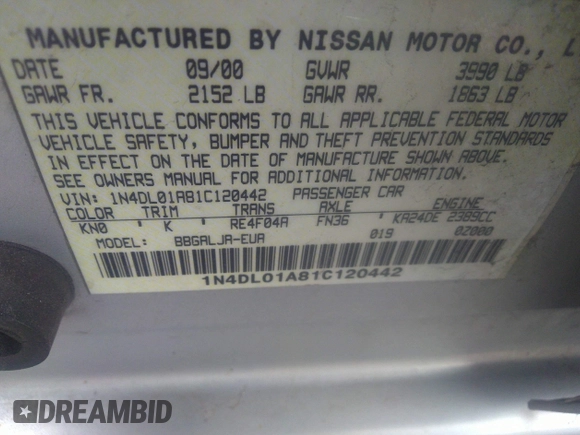 MANUFACTURED BY NISSAN MOTOR CO., L
DATE 09/00 GVWR 3990 LB
GAWR FR. 2152 LB GAWR RR. 1863 LB
THIS VEHICLE CONFORMS TO ALL APPLICABLE FEDERAL MOTOR
VEHICLE SAFETY, BUMPER AND THEFT PREVENTION STANDARDS
IN EFFECT ON THE DATE OF MANUFACTURE SHOWN ABOVE.
SEE OWNERS MANUAL FOR ADDITIONAL INFORMATION.
VIN: 1N4DL01A81C120442 PASSENGER CAR
COLOR TRIM TRANS AXLE ENGINE
KN0 K RE4F04A FN36 KA24DE 2389CC
MODEL: BBGALJA-EUA 019 0Z000
1N4DL01A81C120442
DREAMBID